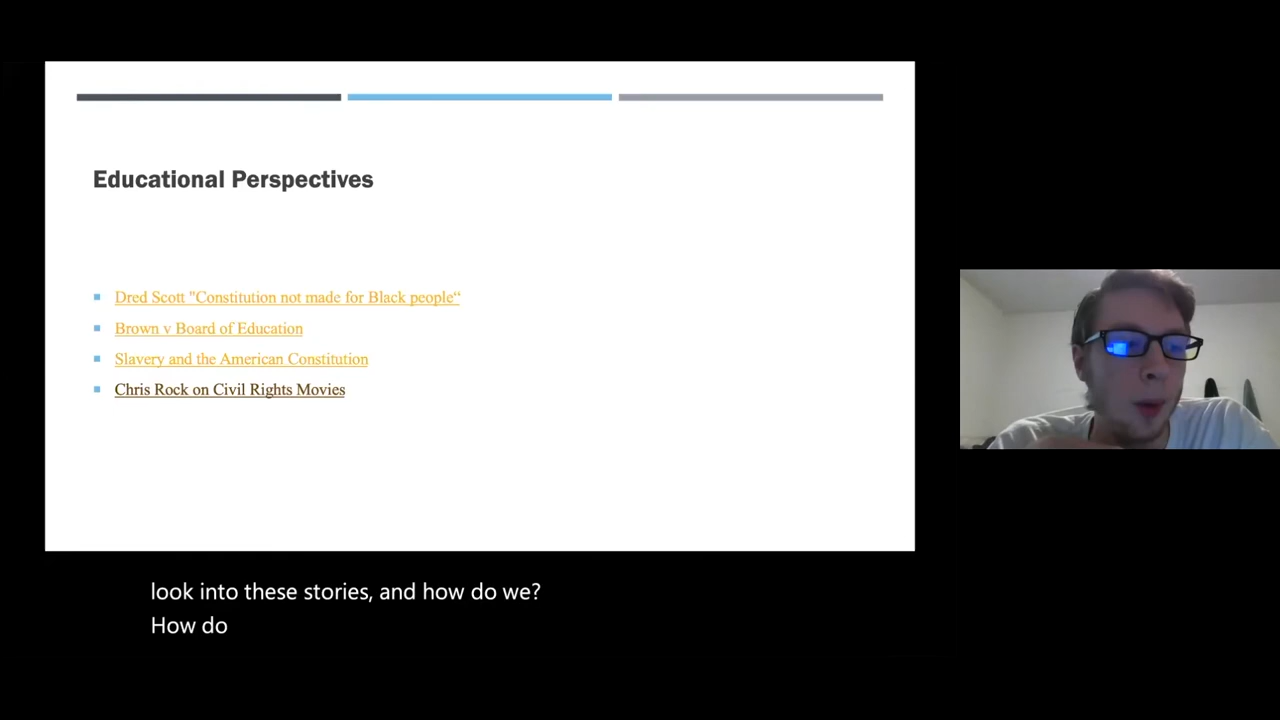 Educational Perspectives
Dred Scott "Constitution not made for Black people“
Brown v Board of Education
Slavery and the American Constitution
Chris Rock on Civil Rights Movies
look into these stories, and how do we?
How do